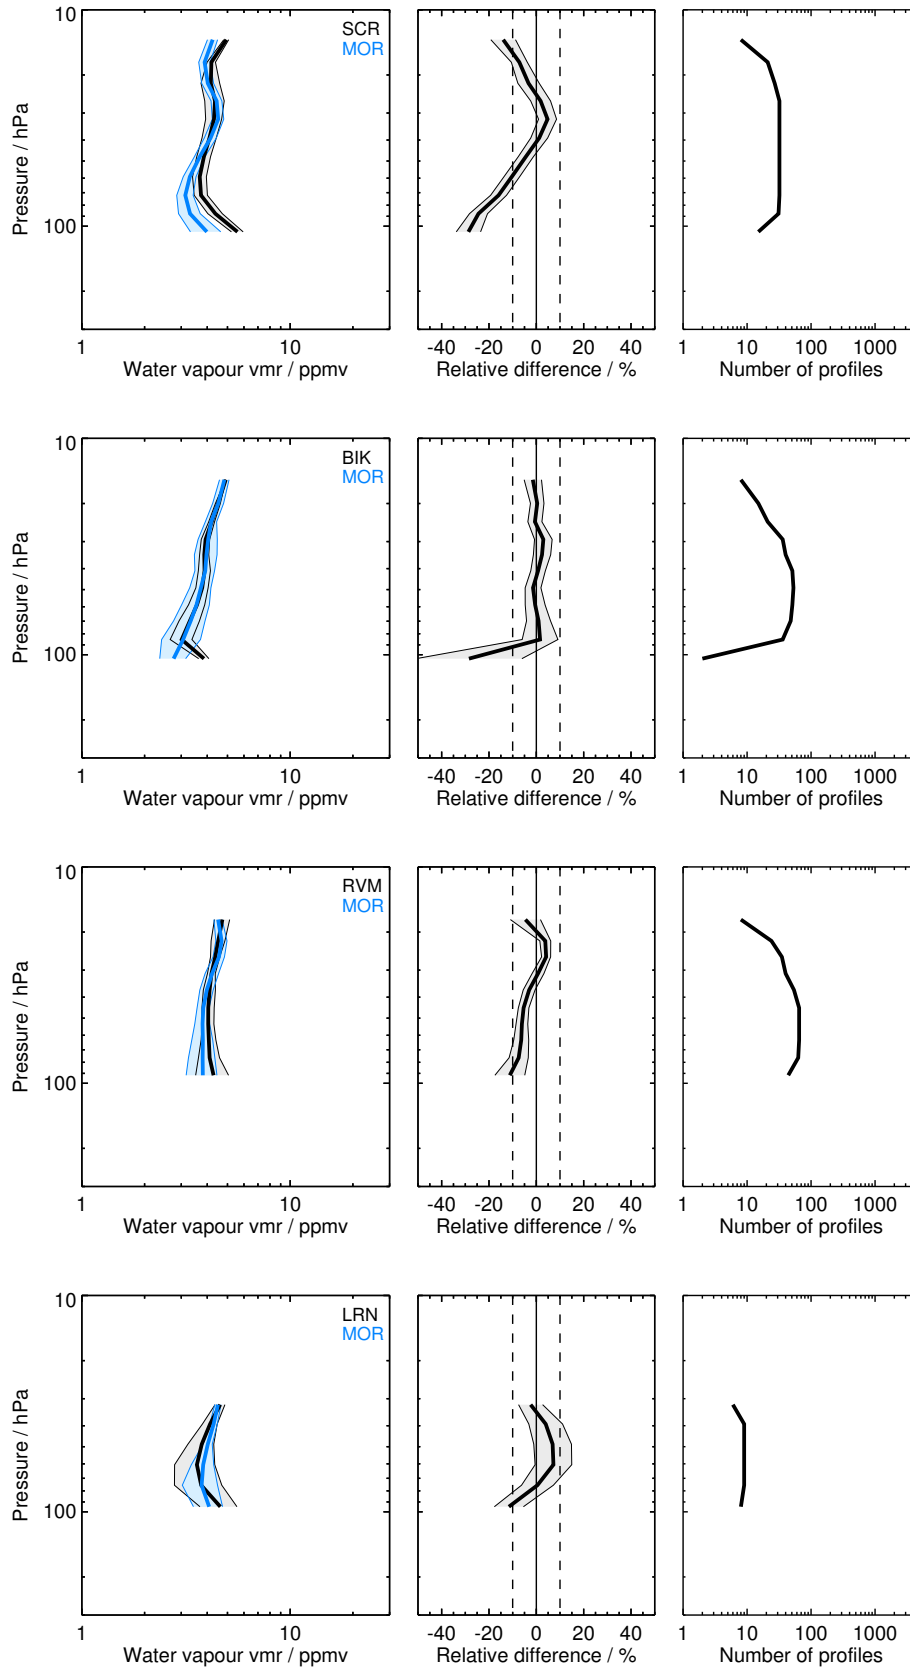 10
100
Pressure / hPa
SCR
MOR
1
10
Water vapour vmr / ppmv
-40 -20 0 20 40
Relative difference / %
1 10 100 1000
Number of profiles
10
100
Pressure / hPa
BIK
MOR
1
10
Water vapour vmr / ppmv
-40 -20 0 20 40
Relative difference / %
1 10 100 1000
Number of profiles
10
100
Pressure / hPa
RVM
MOR
1
10
Water vapour vmr / ppmv
-40 -20 0 20 40
Relative difference / %
1 10 100 1000
Number of profiles
10
100
Pressure / hPa
LRN
MOR
1
10
Water vapour vmr / ppmv
-40 -20 0 20 40
Relative difference / %
1 10 100 1000
Number of profiles